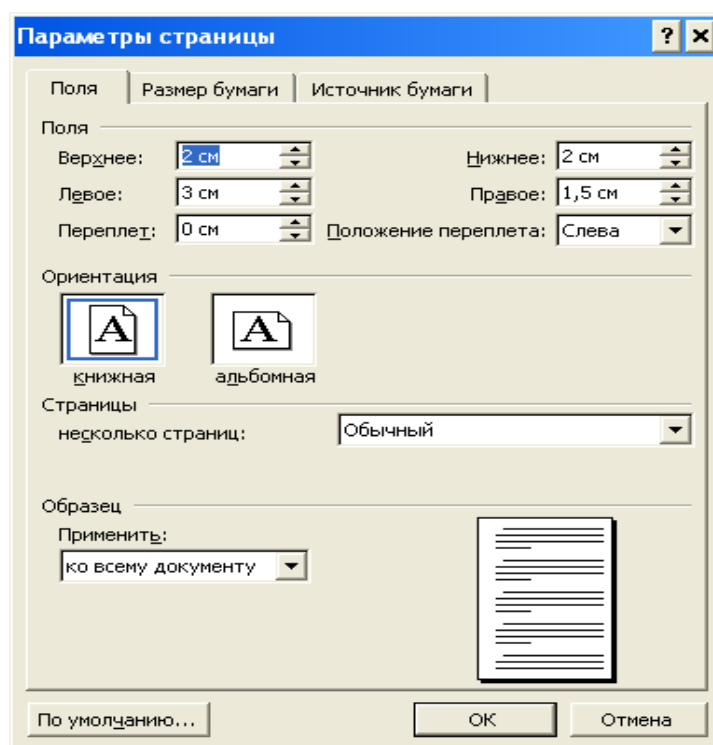 Параметры страницы ? ×
Поля Размер бумаги Источник бумаги
Поля
Верхнее: 2 см Нижнее: 2 см
Левое: 3 см Правое: 1,5 см
Переплет: 0 см Положение переплета: Слева
Ориентация
A A
книжная альбомная
Страницы
несколько страниц: Обычный
Образец
Применить:
ко всему документу
По умолчанию... ОК Отмена